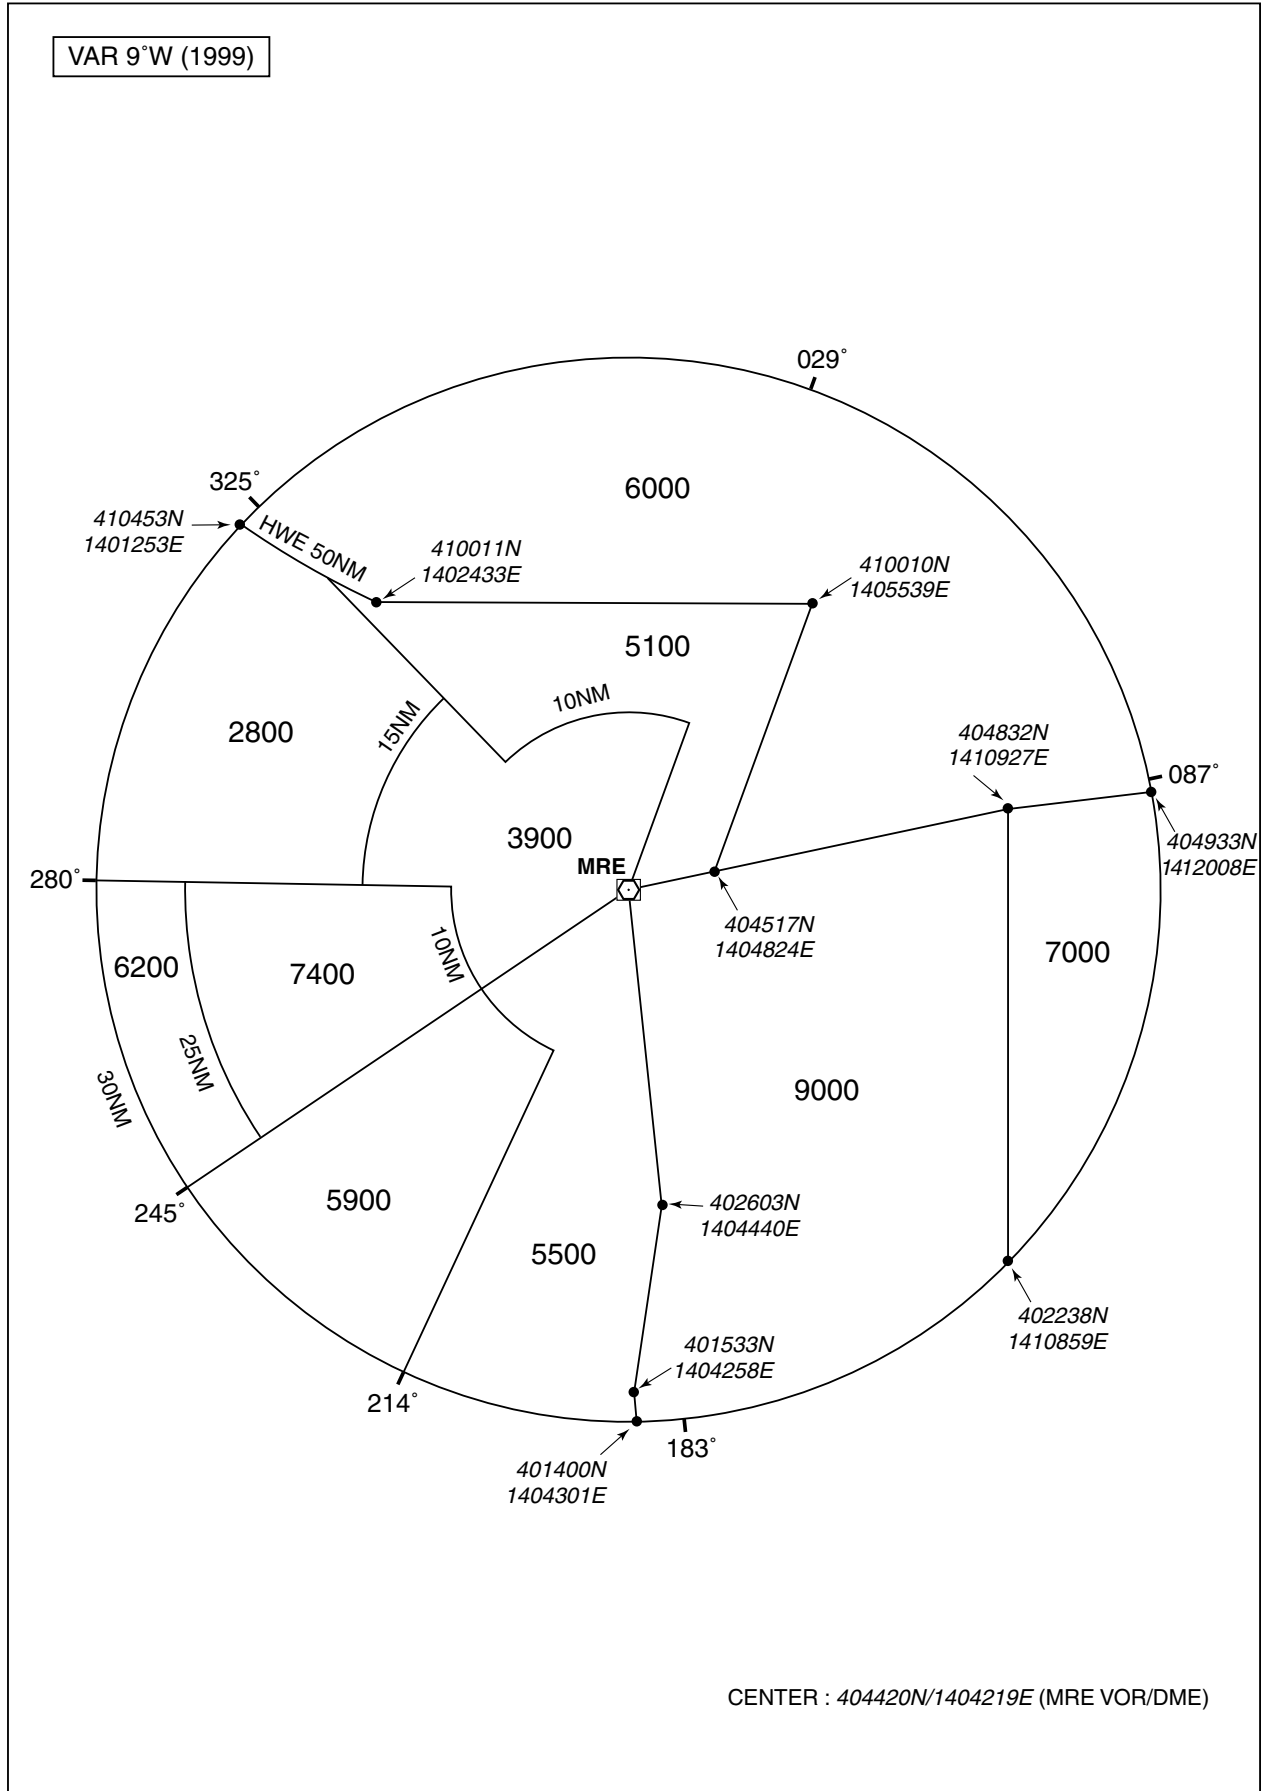 VAR 9˚W (1999)
029˚
325˚
6000
410453N
1401253E
HWE 50NM
410011N
1402433E
410010N
1405539E
5100
10NM
2800
15NM
404832N
1410927E
087˚
3900
MRE
404933N
1412008E
280˚
404517N
1404824E
10NM
6200
7400
7000
25NM
30NM
9000
5900
245˚
402603N
1404440E
5500
402238N
1410859E
401533N
1404258E
214˚
183˚
401400N
1404301E
CENTER : 404420N/1404219E (MRE VOR/DME)